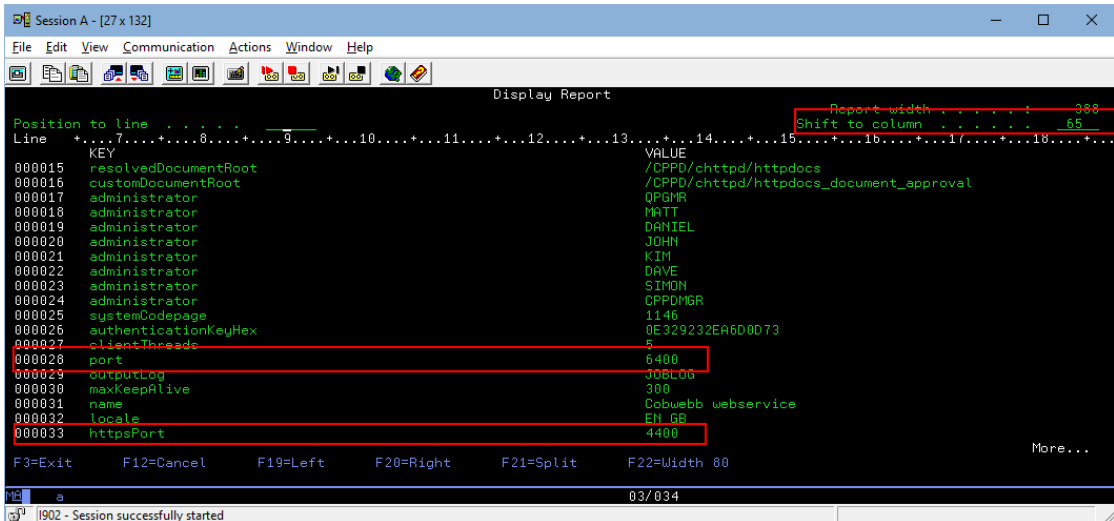 Session A - [27 x 132]
File Edit View Communication Actions Window Help
Display Report
Report width . . . . . : 388
Position to line . . . . . Shift to column . . . . . . 65
Line +....7....+....8....+....9....+...10....+...11....+...12....+...13....+...14....+...15....+...16....+...17....+...18....+...
KEY VALUE
000015 resolvedDocumentRoot /CPPD/chttpd/httpdocs
000016 customDocumentRoot /CPPD/chttpd/httpdocs_document_approval
000017 administrator QPGMR
000018 administrator MATT
000019 administrator DANIEL
000020 administrator JOHN
000021 administrator KIM
000022 administrator DAVE
000023 administrator SIMON
000024 administrator CPPDMGR
000025 systemCodepage 1146
000026 authenticationKeyHex 0E329232EA6D0D73
000027 clientThreads 5
000028 port 6400
000029 outputLog JOBLOG
000030 maxKeepAlive 300
000031 name Cobwebb webservice
000032 locale EN_GB
000033 httpsPort 4400
More...
F3=Exit F12=Cancel F19=Left F20=Right F21=Split F22=Width 80
MA a 03/034
I902 - Session successfully started